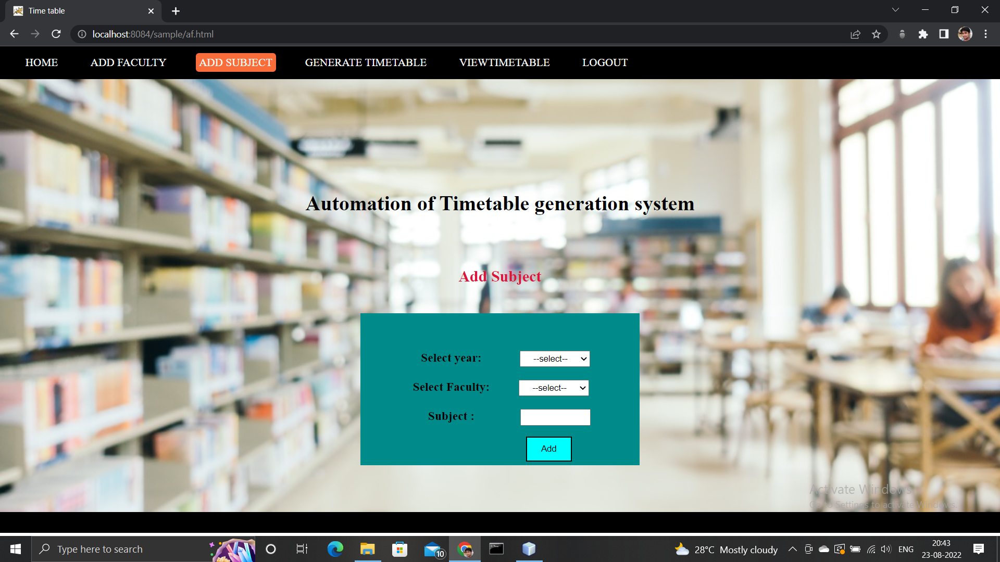 Time table
localhost:8084/sample/af.html
HOME ADD FACULTY ADD SUBJECT GENERATE TIMETABLE VIEWTIMETABLE LOGOUT
Automation of Timetable generation system
Add Subject
Select year: --select--
Select Faculty: --select--
Subject :
Add
Activate Windows
Go to Settings to activate Windows.
Type here to search
10
28°C Mostly cloudy
ENG
20:43
23-08-2022